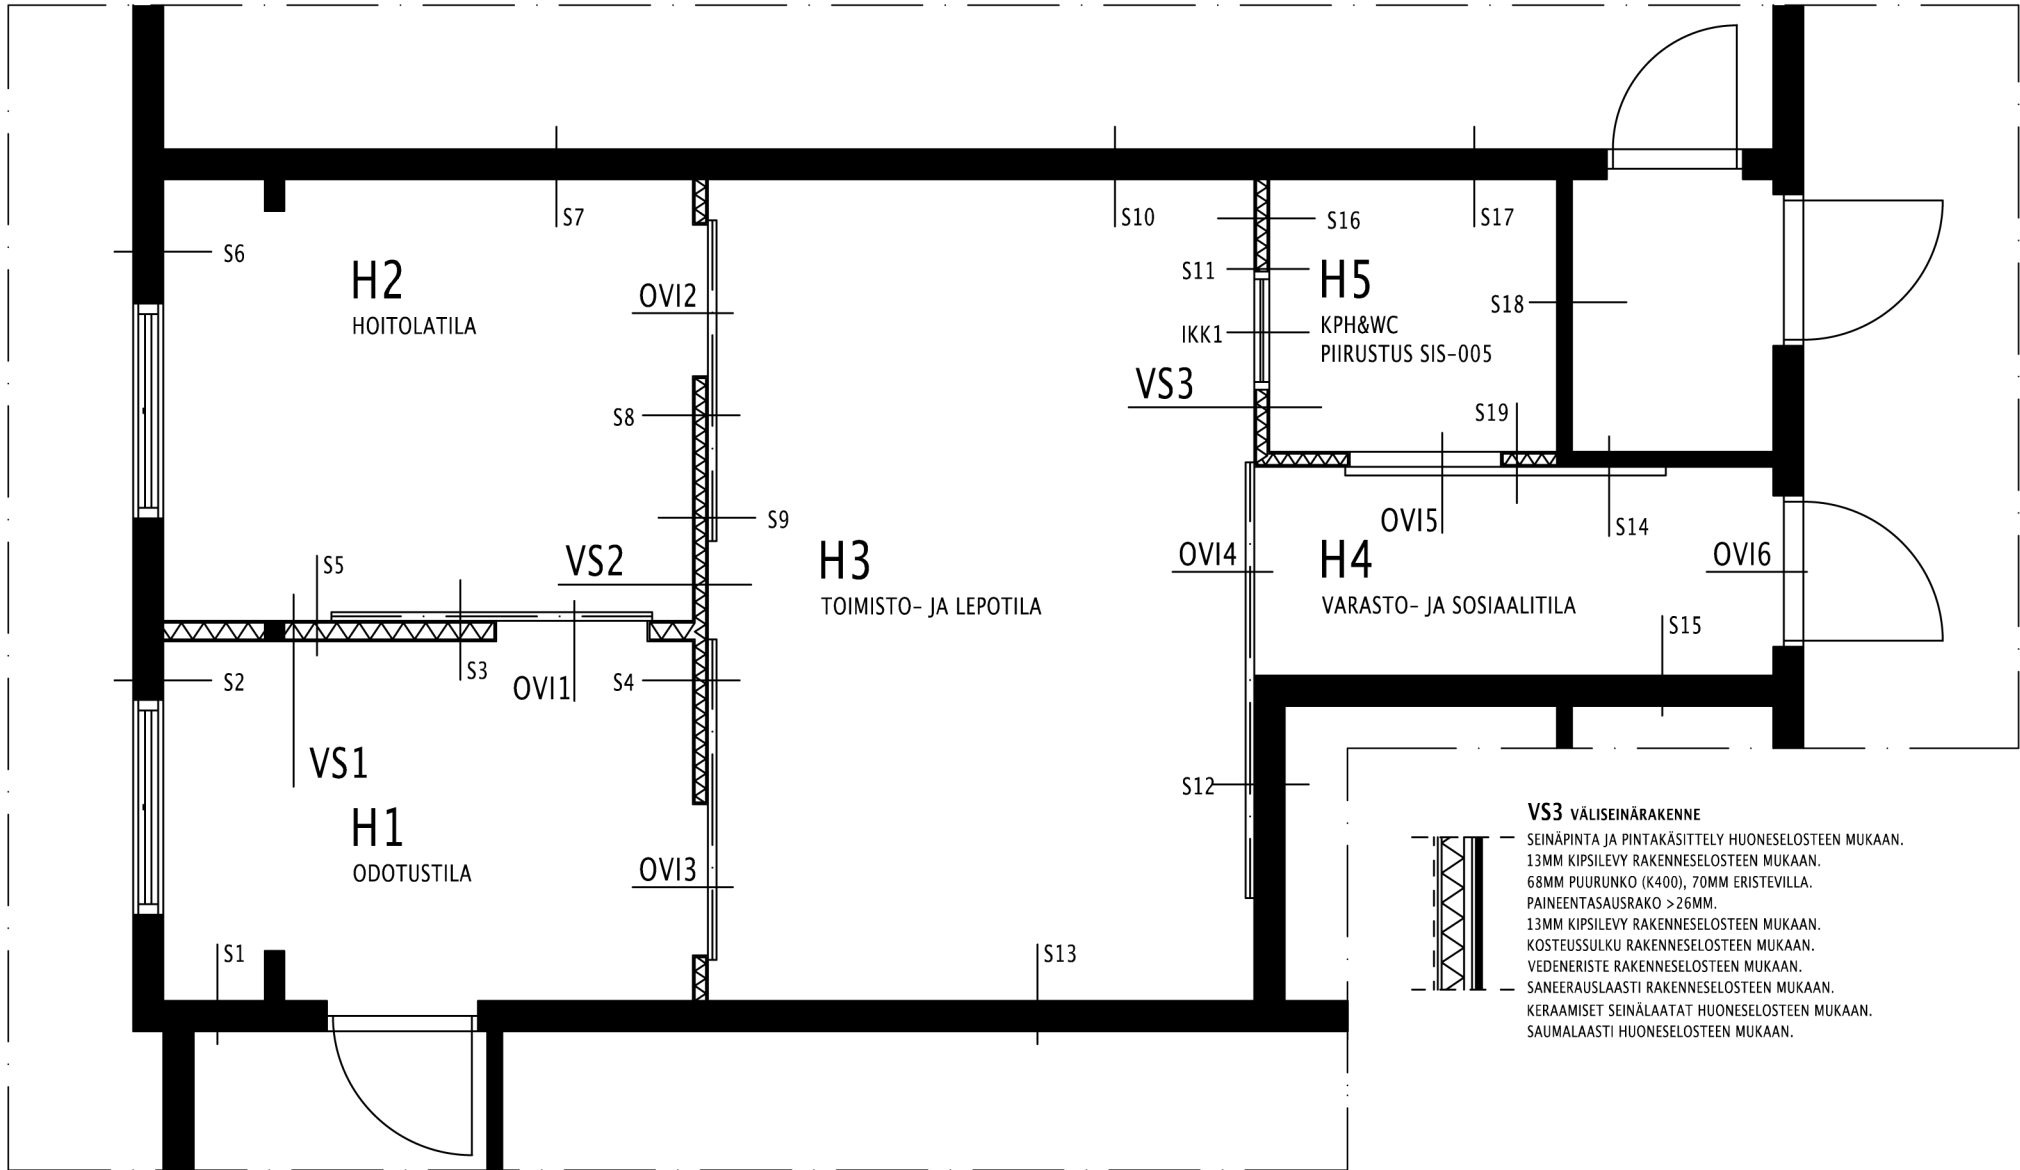 S7
S10
S16
S17
S6
H2
HOITOLATILA
OVI2
S11
H5
KPH&WC
PIIRUSTUS SIS-005
IKK1
S18
VS3
S8
S19
S9
OVI5
S14
S5
VS2
H3
TOIMISTO- JA LEPOTILA
OVI4
H4
VARASTO- JA SOSIAALITILA
OVI6
S15
S2
S3
OVI1
S4
VS1
H1
ODOTUSTILA
OVI3
S12
S1
S13
VS3 VÄLISEINÄRAKENNE
SEINÄPINTA JA PINTAKÄSITTELY HUONESELOSTEEN MUKAAN.
13MM KIPSILEVY RAKENNESELOSTEEN MUKAAN.
68MM PUURUNKO (K400), 70MM ERISTEVILLA.
PAINEENTASAUSRAKO >26MM.
13MM KIPSILEVY RAKENNESELOSTEEN MUKAAN.
KOSTEUSSULKU RAKENNESELOSTEEN MUKAAN.
VEDENERISTE RAKENNESELOSTEEN MUKAAN.
SANEERAUSLAASTI RAKENNESELOSTEEN MUKAAN.
KERAAMISET SEINÄLAATAT HUONESELOSTEEN MUKAAN.
SAUMALAASTI HUONESELOSTEEN MUKAAN.